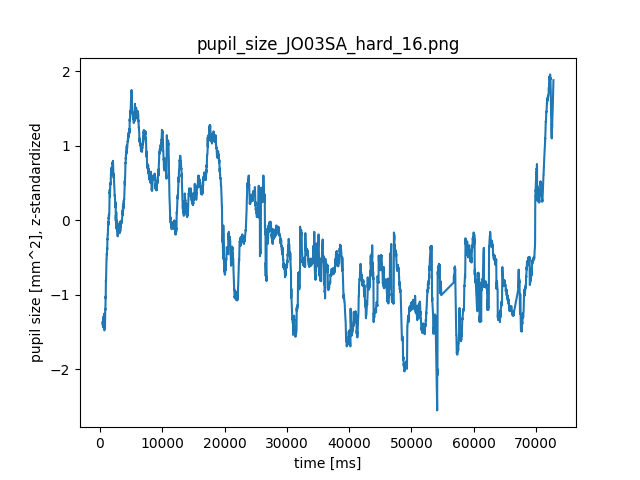 pupil_size_JO03SA_hard_16.png
pupil size [mm^2], z-standardized
2
1
0
−1
−2
0 10000 20000 30000 40000 50000 60000 70000
time [ms]